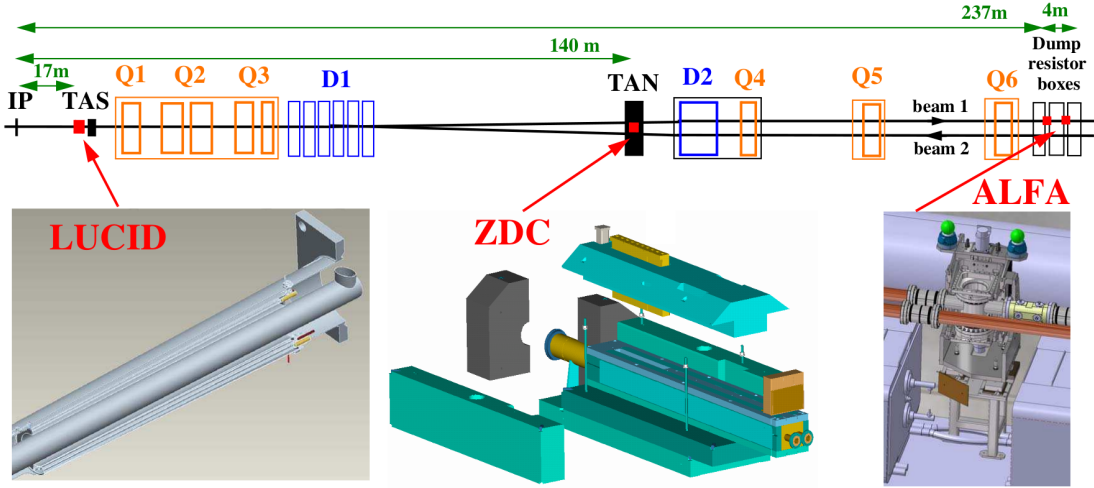 237m
4m
140 m
17m
Dump
resistor
boxes
IP
TAS
Q1
Q2
Q3
D1
TAN
D2
Q4
Q5
Q6
beam 1
beam 2
LUCID
ZDC
ALFA